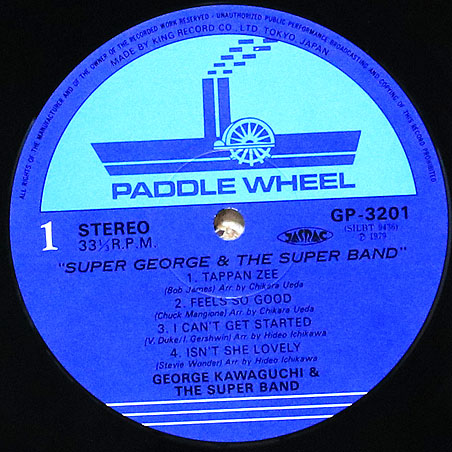 ALL RIGHTS OF THE MANUFACTURER AND OF THE OWNER OF THE RECORDED WORK RESERVED - UNAUTHORIZED PUBLIC PERFORMANCE BROADCASTING AND COPYING OF THIS RECORD PROHIBITED
MADE BY KING RECORD CO., LTD. TOKYO, JAPAN
PADDLE WHEEL
1 STEREO
33⅓ R.P.M.
GP-3201
JASRAC (SILBT 9476)
℗ 1979
"SUPER GEORGE & THE SUPER BAND"
1. TAPPAN ZEE
(Bob James) Arr. by Chikara Ueda
2. FEELS SO GOOD
(Chuck Mangione) Arr. by Chikara Ueda
3. I CAN'T GET STARTED
(V. Duke/I. Gershwin) Arr. by Hideo Ichikawa
4. ISN'T SHE LOVELY
(Stevie Wonder) Arr. by Hideo Ichikawa
GEORGE KAWAGUCHI &
THE SUPER BAND